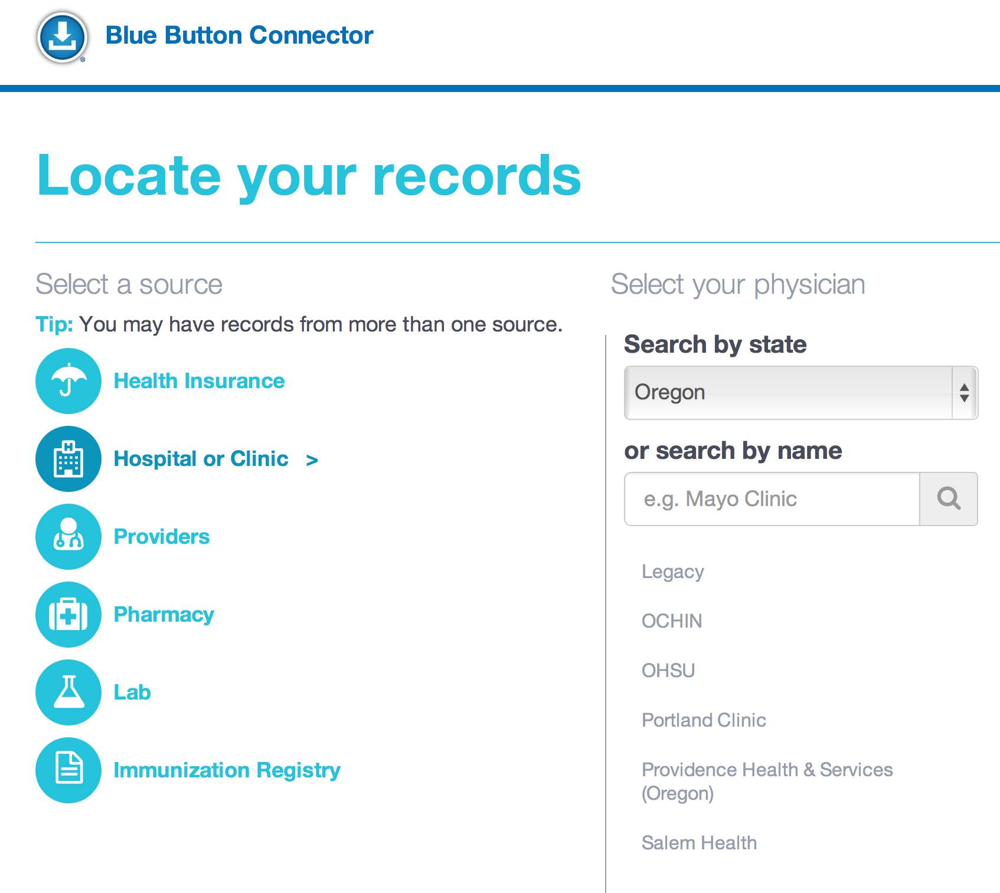 Blue Button Connector
®
Locate your records
Select a source
Tip: You may have records from more than one source.
Health Insurance
H
Hospital or Clinic >
Providers
Pharmacy
Lab
Immunization Registry
Select your physician
Search by state
Oregon
or search by name
e.g. Mayo Clinic
Legacy
OCHIN
OHSU
Portland Clinic
Providence Health & Services
(Oregon)
Salem Health